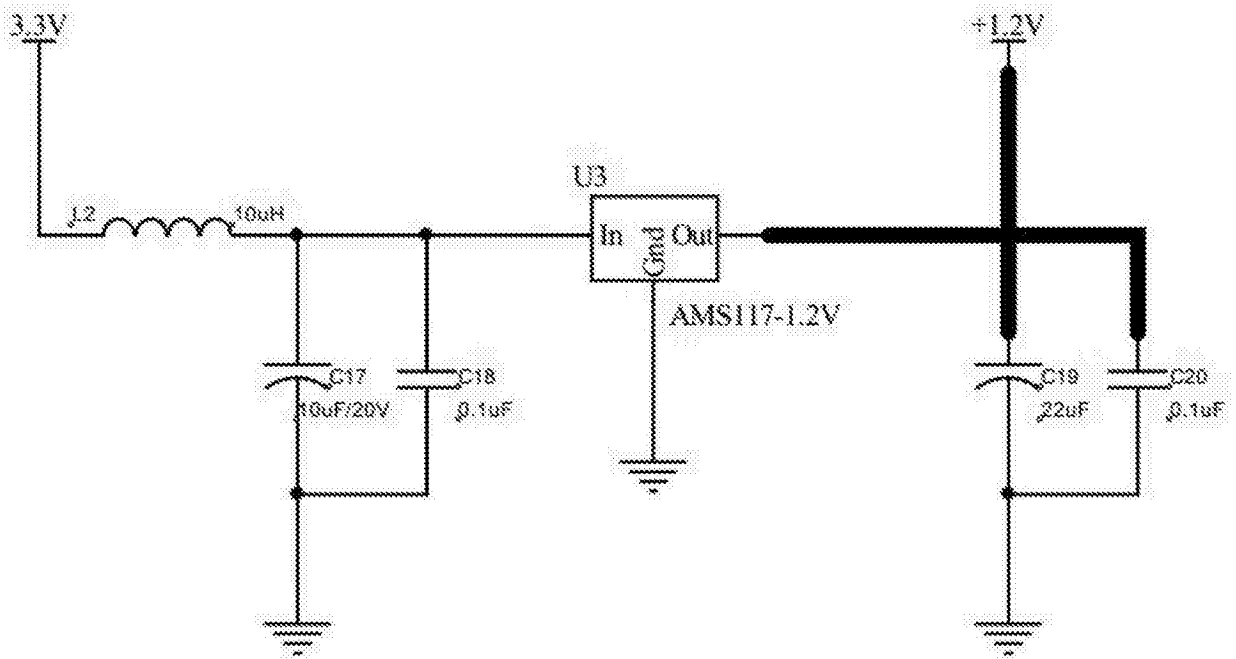 3.3V
+1.2V
U3
L2
10uH
In
Gnd
Out
AMS117-1.2V
C17
10uF/20V
C18
0.1uF
C19
22uF
C20
0.1uF